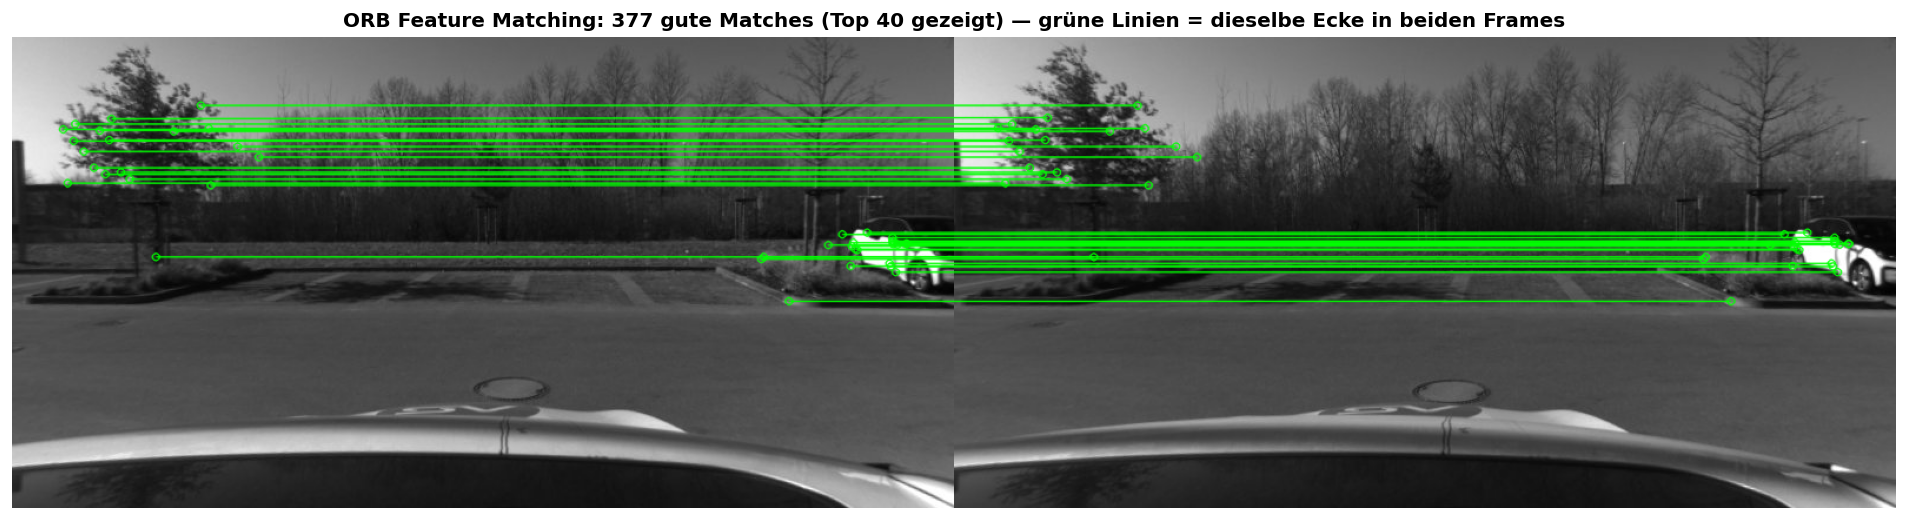 ORB Feature Matching: 377 gute Matches (Top 40 gezeigt) — grüne Linien = dieselbe Ecke in beiden Frames